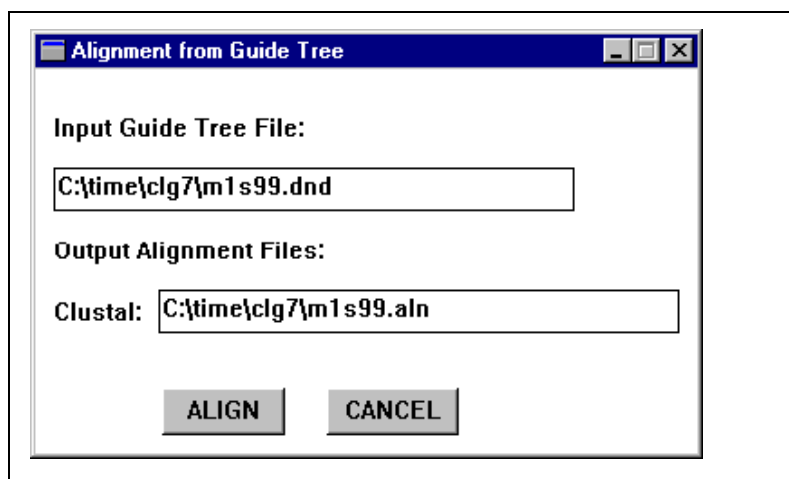 Alignment from Guide Tree
Input Guide Tree File:
C:\time\clg7\m1s99.dnd
Output Alignment Files:
Clustal: C:\time\clg7\m1s99.aln
ALIGN CANCEL